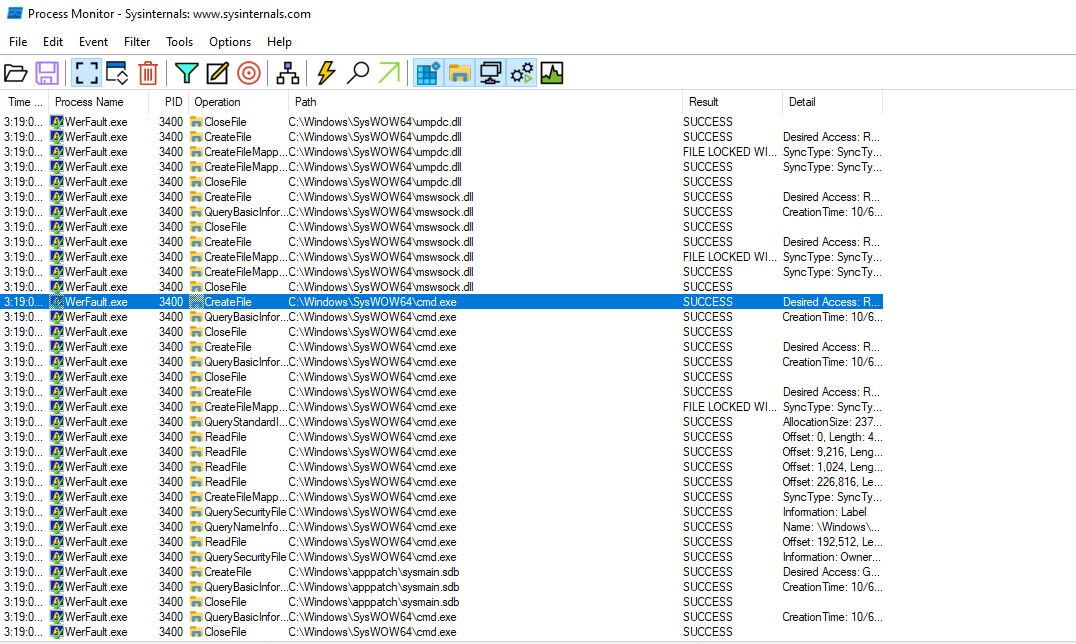 Process Monitor - Sysinternals: www.sysinternals.com
File Edit Event Filter Tools Options Help
Time ... Process Name PID Operation Path Result Detail
3:19:0... WerFault.exe 3400 CloseFile C:\Windows\SysWOW64\umpdc.dll SUCCESS
3:19:0... WerFault.exe 3400 CreateFile C:\Windows\SysWOW64\umpdc.dll SUCCESS Desired Access: R...
3:19:0... WerFault.exe 3400 CreateFileMapp... C:\Windows\SysWOW64\umpdc.dll FILE LOCKED WI... SyncType: SyncTy...
3:19:0... WerFault.exe 3400 CreateFileMapp... C:\Windows\SysWOW64\umpdc.dll SUCCESS SyncType: SyncTy...
3:19:0... WerFault.exe 3400 CloseFile C:\Windows\SysWOW64\umpdc.dll SUCCESS
3:19:0... WerFault.exe 3400 CreateFile C:\Windows\SysWOW64\mswsock.dll SUCCESS Desired Access: R...
3:19:0... WerFault.exe 3400 QueryBasicInfor... C:\Windows\SysWOW64\mswsock.dll SUCCESS CreationTime: 10/6...
3:19:0... WerFault.exe 3400 CloseFile C:\Windows\SysWOW64\mswsock.dll SUCCESS
3:19:0... WerFault.exe 3400 CreateFile C:\Windows\SysWOW64\mswsock.dll SUCCESS Desired Access: R...
3:19:0... WerFault.exe 3400 CreateFileMapp... C:\Windows\SysWOW64\mswsock.dll FILE LOCKED WI... SyncType: SyncTy...
3:19:0... WerFault.exe 3400 CreateFileMapp... C:\Windows\SysWOW64\mswsock.dll SUCCESS SyncType: SyncTy...
3:19:0... WerFault.exe 3400 CloseFile C:\Windows\SysWOW64\mswsock.dll SUCCESS
3:19:0... WerFault.exe 3400 CreateFile C:\Windows\SysWOW64\cmd.exe SUCCESS Desired Access: R...
3:19:0... WerFault.exe 3400 QueryBasicInfor... C:\Windows\SysWOW64\cmd.exe SUCCESS CreationTime: 10/6...
3:19:0... WerFault.exe 3400 CloseFile C:\Windows\SysWOW64\cmd.exe SUCCESS
3:19:0... WerFault.exe 3400 CreateFile C:\Windows\SysWOW64\cmd.exe SUCCESS Desired Access: R...
3:19:0... WerFault.exe 3400 QueryBasicInfor... C:\Windows\SysWOW64\cmd.exe SUCCESS CreationTime: 10/6...
3:19:0... WerFault.exe 3400 CloseFile C:\Windows\SysWOW64\cmd.exe SUCCESS
3:19:0... WerFault.exe 3400 CreateFile C:\Windows\SysWOW64\cmd.exe SUCCESS Desired Access: R...
3:19:0... WerFault.exe 3400 CreateFileMapp... C:\Windows\SysWOW64\cmd.exe FILE LOCKED WI... SyncType: SyncTy...
3:19:0... WerFault.exe 3400 QueryStandardI... C:\Windows\SysWOW64\cmd.exe SUCCESS AllocationSize: 237...
3:19:0... WerFault.exe 3400 ReadFile C:\Windows\SysWOW64\cmd.exe SUCCESS Offset: 0, Length: 4...
3:19:0... WerFault.exe 3400 ReadFile C:\Windows\SysWOW64\cmd.exe SUCCESS Offset: 9,216, Leng...
3:19:0... WerFault.exe 3400 ReadFile C:\Windows\SysWOW64\cmd.exe SUCCESS Offset: 1,024, Leng...
3:19:0... WerFault.exe 3400 ReadFile C:\Windows\SysWOW64\cmd.exe SUCCESS Offset: 226,816, Le...
3:19:0... WerFault.exe 3400 CreateFileMapp... C:\Windows\SysWOW64\cmd.exe SUCCESS SyncType: SyncTy...
3:19:0... WerFault.exe 3400 QuerySecurityFile C:\Windows\SysWOW64\cmd.exe SUCCESS Information: Label
3:19:0... WerFault.exe 3400 QueryNameInfo... C:\Windows\SysWOW64\cmd.exe SUCCESS Name: \Windows\...
3:19:0... WerFault.exe 3400 ReadFile C:\Windows\SysWOW64\cmd.exe SUCCESS Offset: 192,512, Le...
3:19:0... WerFault.exe 3400 QuerySecurityFile C:\Windows\SysWOW64\cmd.exe SUCCESS Information: Owner...
3:19:0... WerFault.exe 3400 CreateFile C:\Windows\apppatch\sysmain.sdb SUCCESS Desired Access: G...
3:19:0... WerFault.exe 3400 QueryBasicInfor... C:\Windows\apppatch\sysmain.sdb SUCCESS CreationTime: 10/6...
3:19:0... WerFault.exe 3400 CloseFile C:\Windows\apppatch\sysmain.sdb SUCCESS
3:19:0... WerFault.exe 3400 QueryBasicInfor... C:\Windows\SysWOW64\cmd.exe SUCCESS CreationTime: 10/6...
3:19:0... WerFault.exe 3400 CloseFile C:\Windows\SysWOW64\cmd.exe SUCCESS